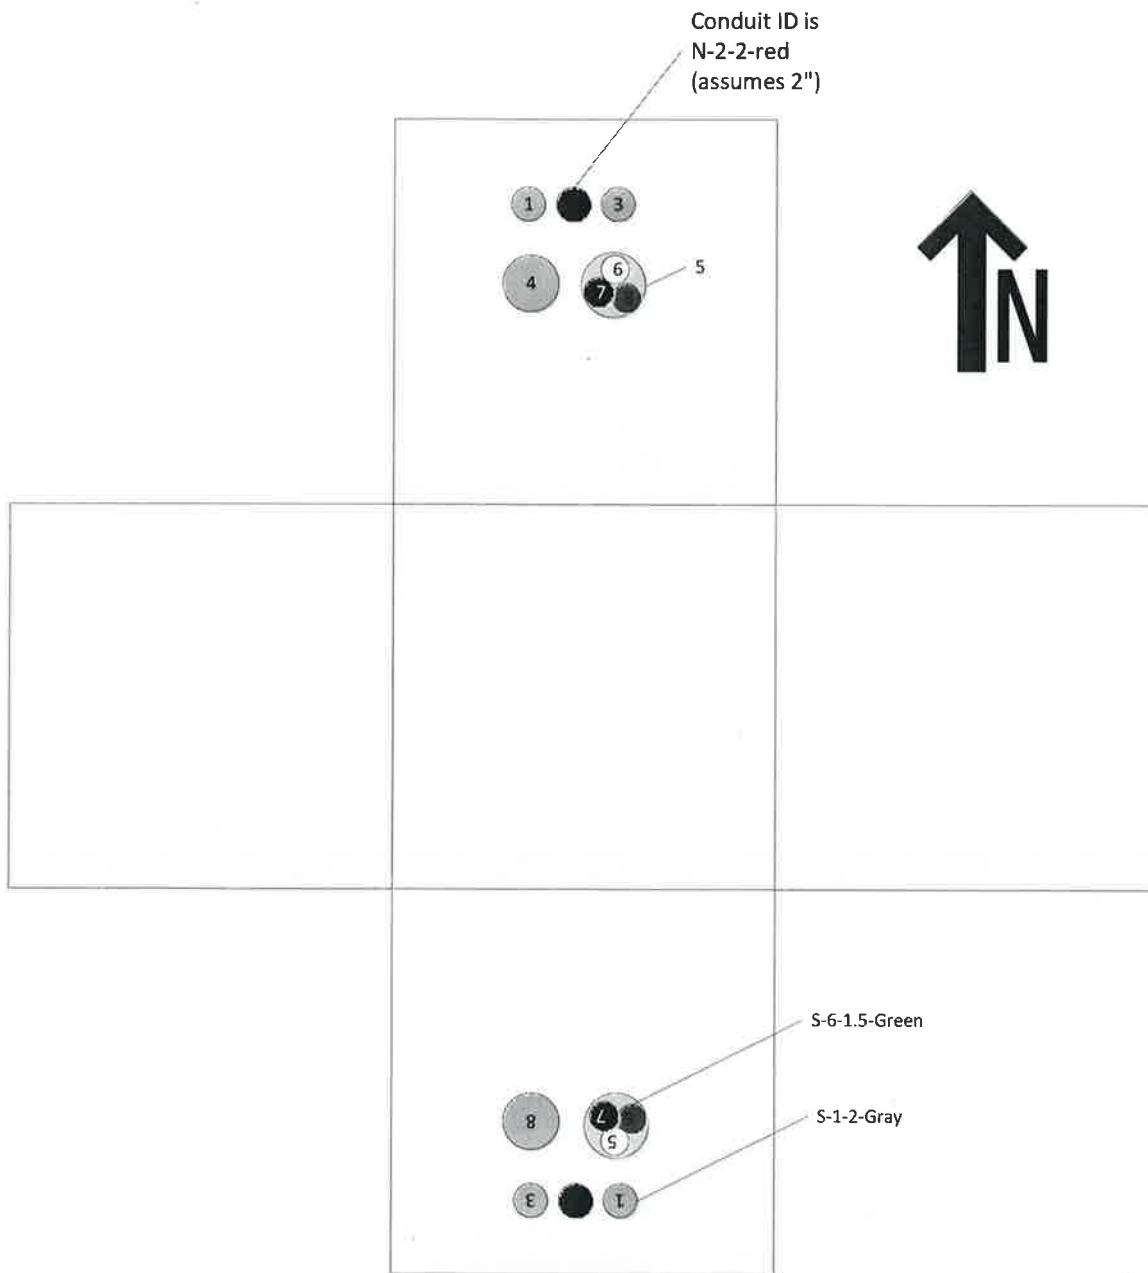 Conduit ID is
N-2-2-red
(assumes 2")
1 3
4 6 5
7
N
S-6-1.5-Green
8 7
5
S-1-2-Gray
3 1